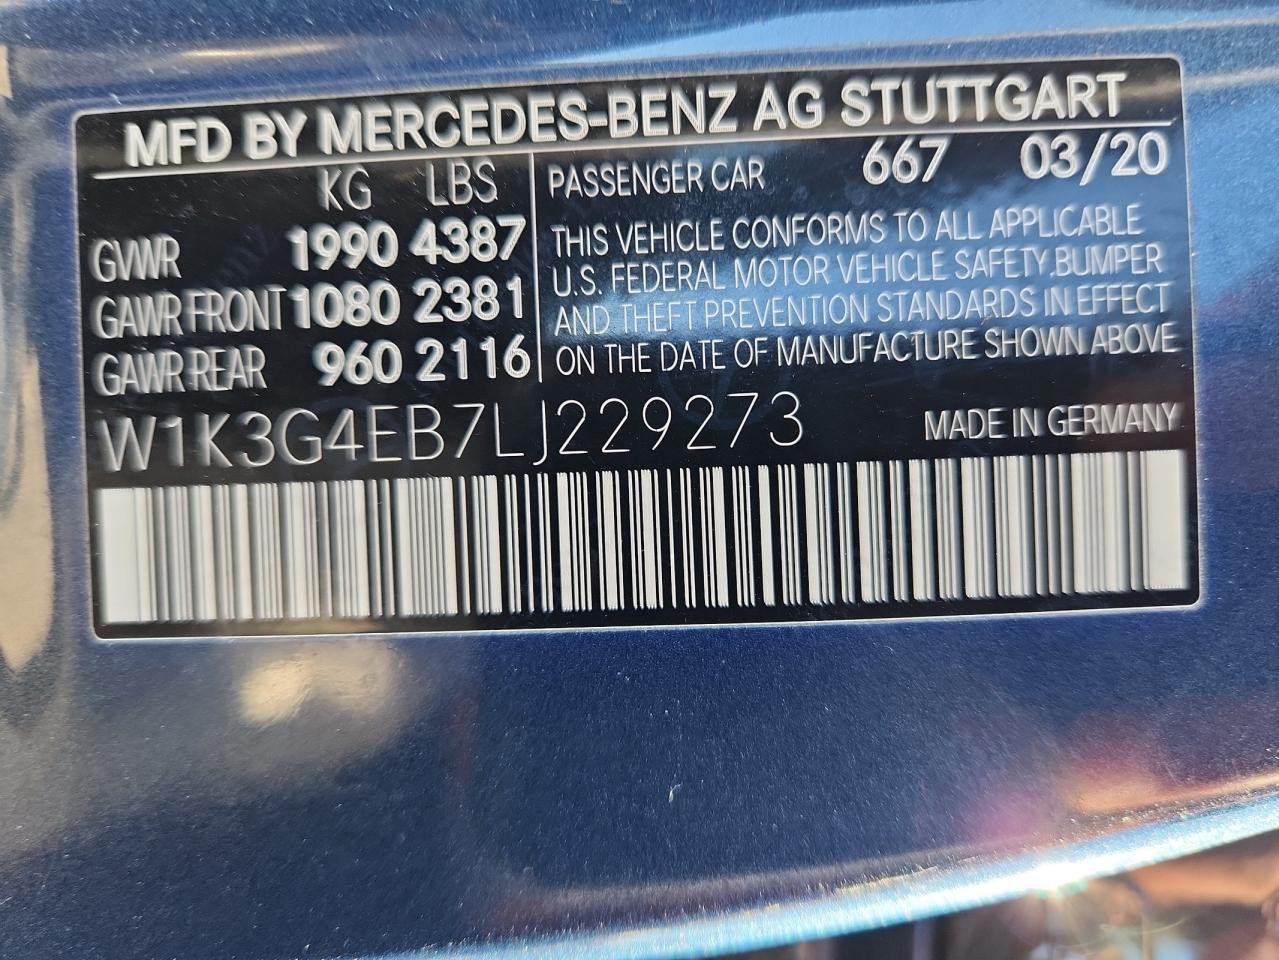 MFD BY MERCEDES-BENZ AG STUTTGART
KG LBS
GVWR 1990 4387
GAWR FRONT 1080 2381
GAWR REAR 960 2116
PASSENGER CAR 667 03/20
THIS VEHICLE CONFORMS TO ALL APPLICABLE
U.S. FEDERAL MOTOR VEHICLE SAFETY,BUMPER
AND THEFT PREVENTION STANDARDS IN EFFECT
ON THE DATE OF MANUFACTURE SHOWN ABOVE
W1K3G4EB7LJ229273
MADE IN GERMANY